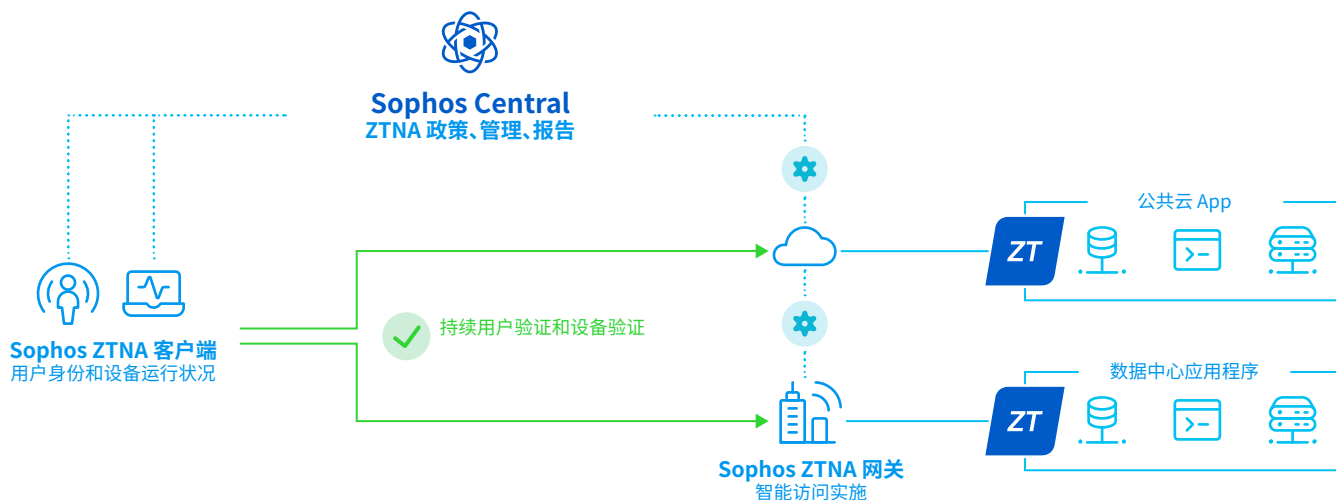 Sophos Central
ZTNA 政策、管理、报告
公共云 App
ZT
持续用户验证和设备验证
Sophos ZTNA 客户端
用户身份和设备运行状况
数据中心应用程序
ZT
Sophos ZTNA 网关
智能访问实施